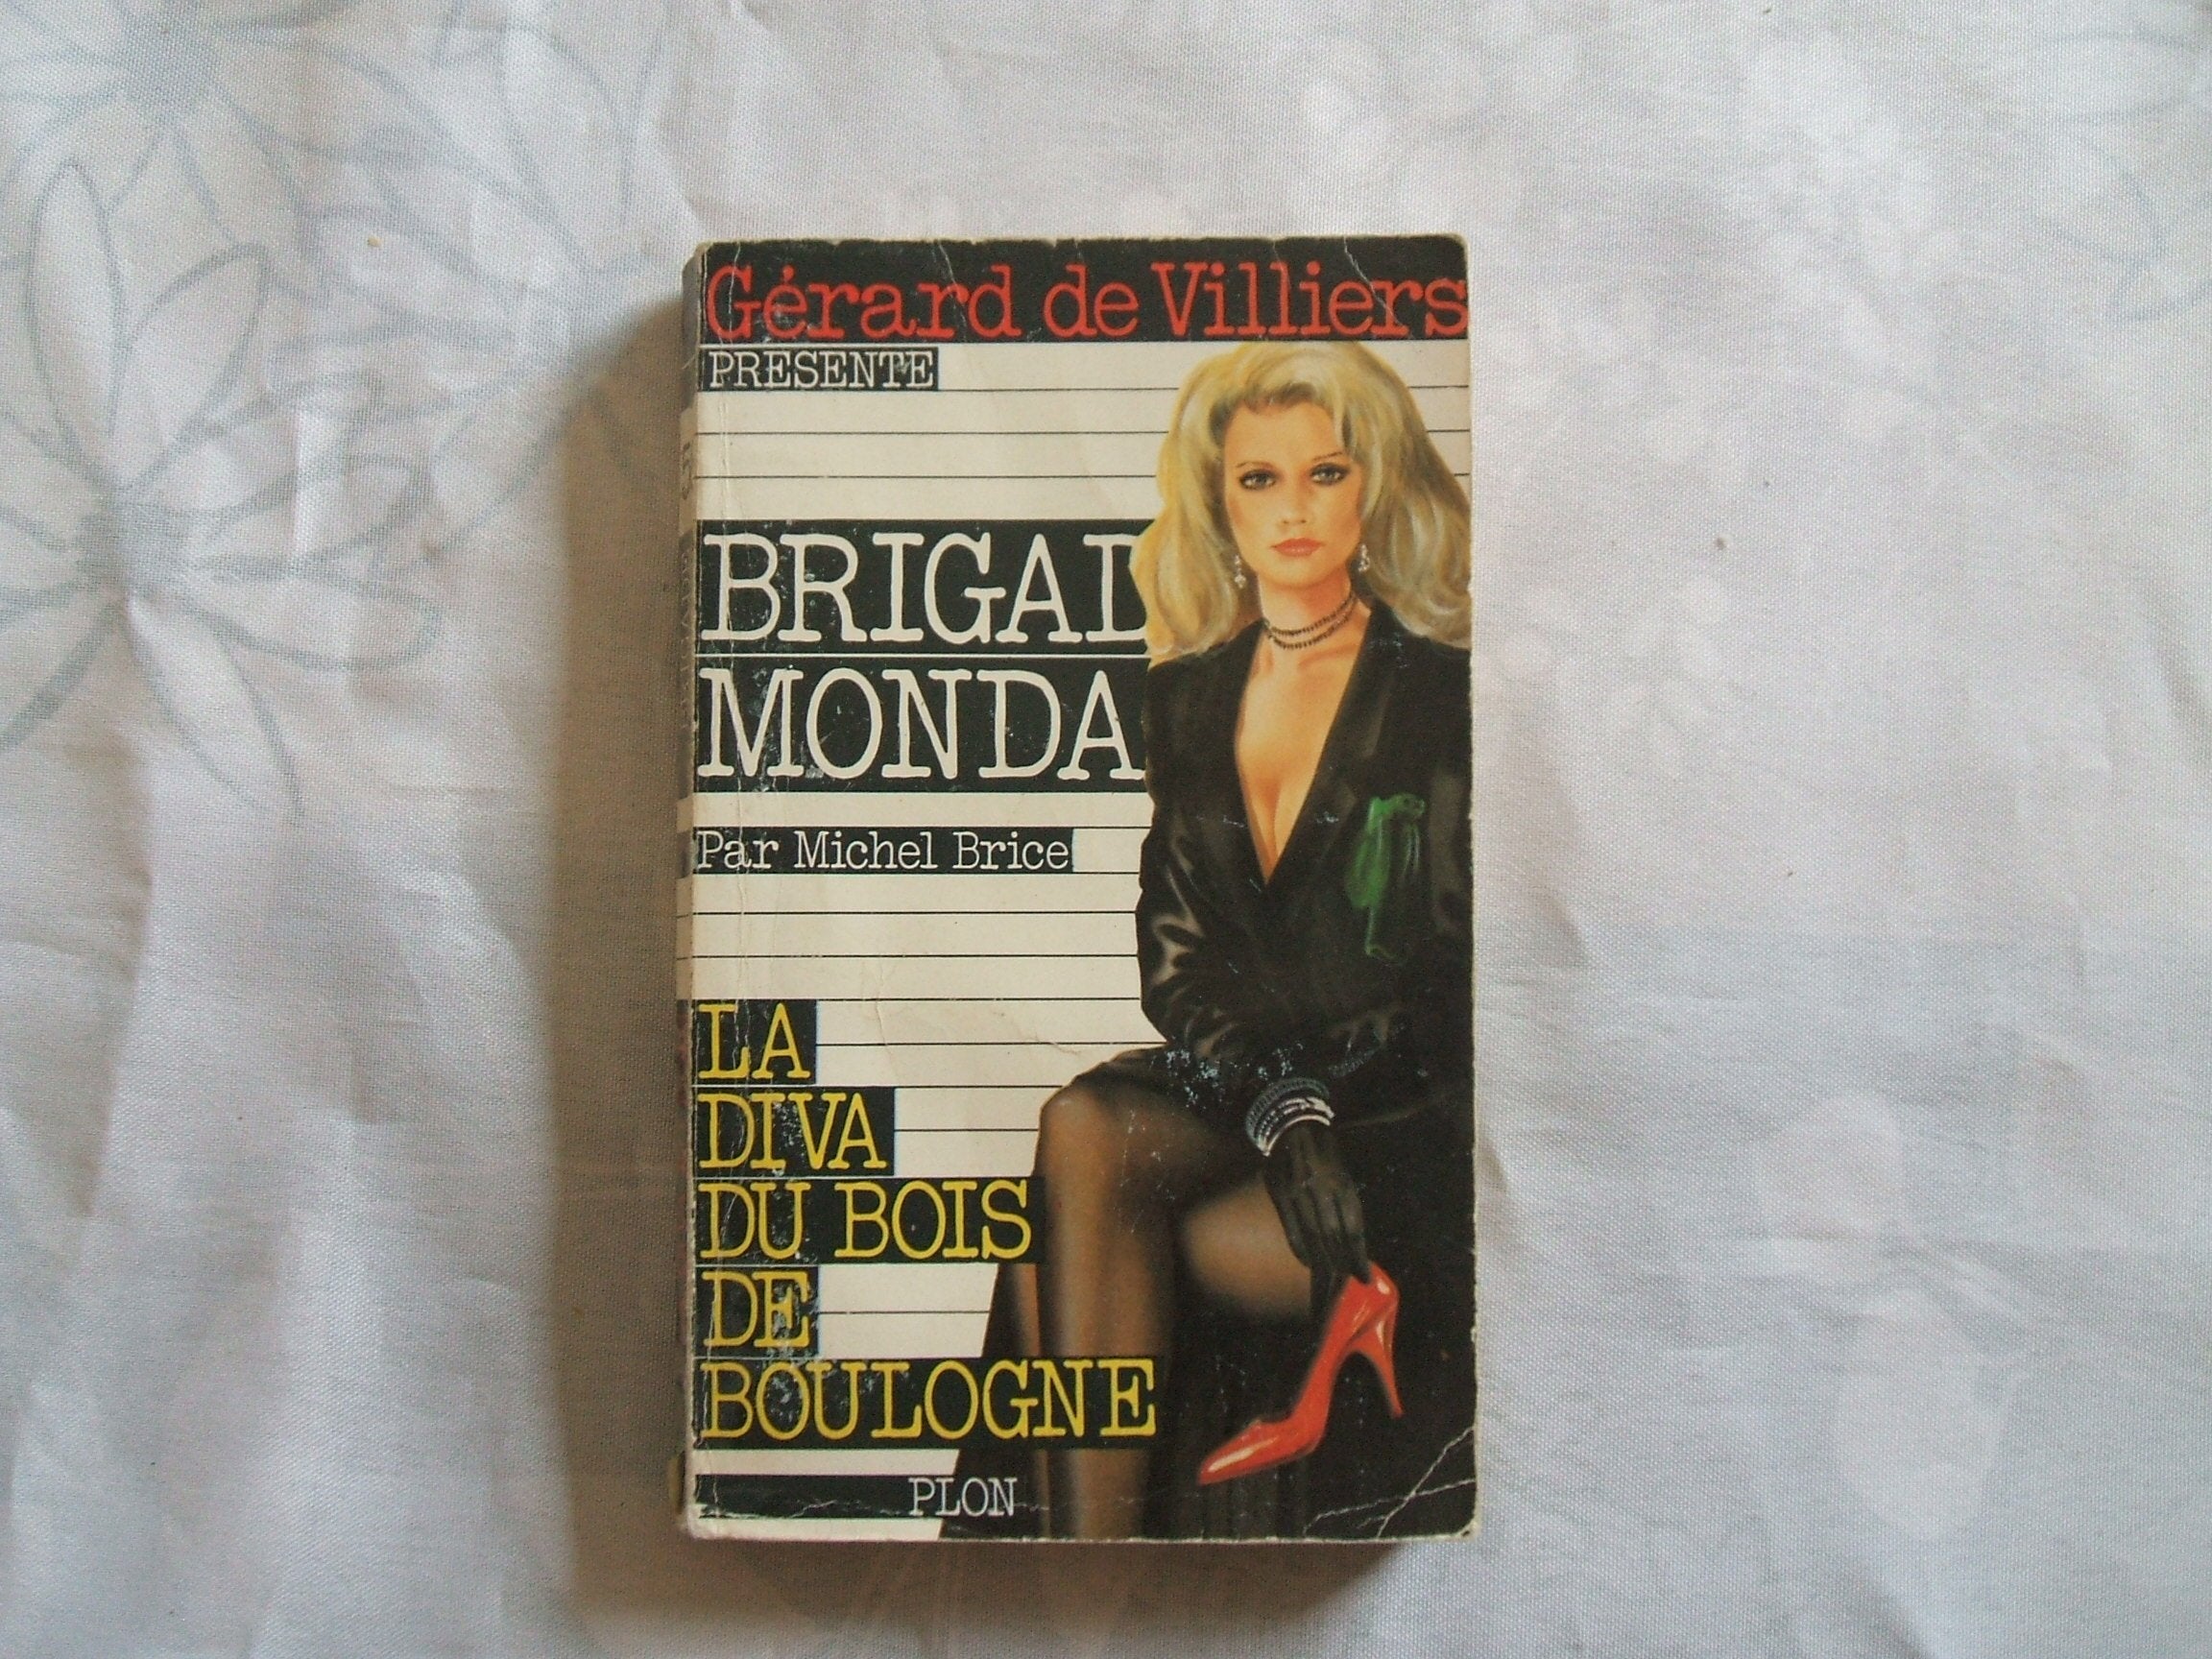 Gérard de Villiers
PRESENTE
BRIGAD
MONDA
Par Michel Brice
LA
DIVA
DU BOIS
DE
BOULOGNE
PLON